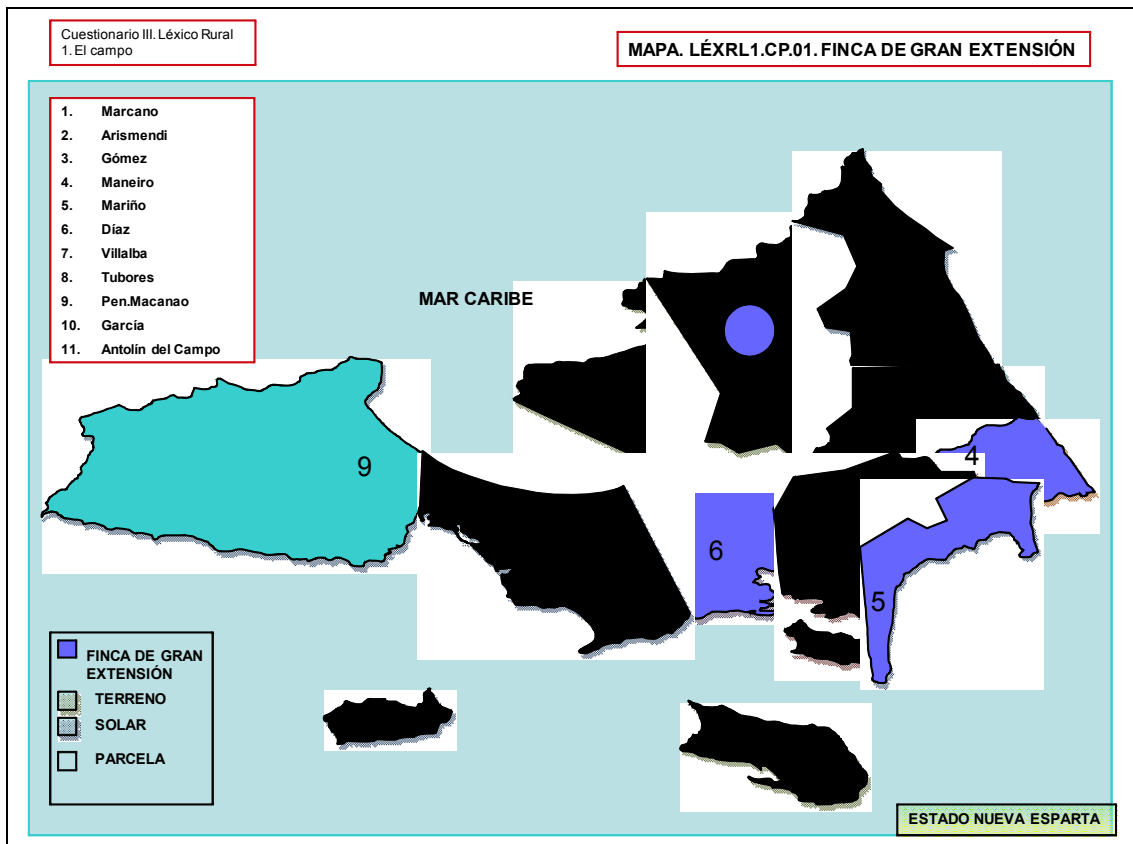 Cuestionario III. Léxico Rural
1. El campo
MAPA. LÉXRL1.CP.01. FINCA DE GRAN EXTENSIÓN
1. Marcano
2. Arismendi
3. Gómez
4. Maneiro
5. Mariño
6. Díaz
7. Villalba
8. Tubores
9. Pen.Macanao
10. García
11. Antolín del Campo
MAR CARIBE
9
4
6
5
FINCA DE GRAN
EXTENSIÓN
TERRENO
SOLAR
PARCELA
ESTADO NUEVA ESPARTA